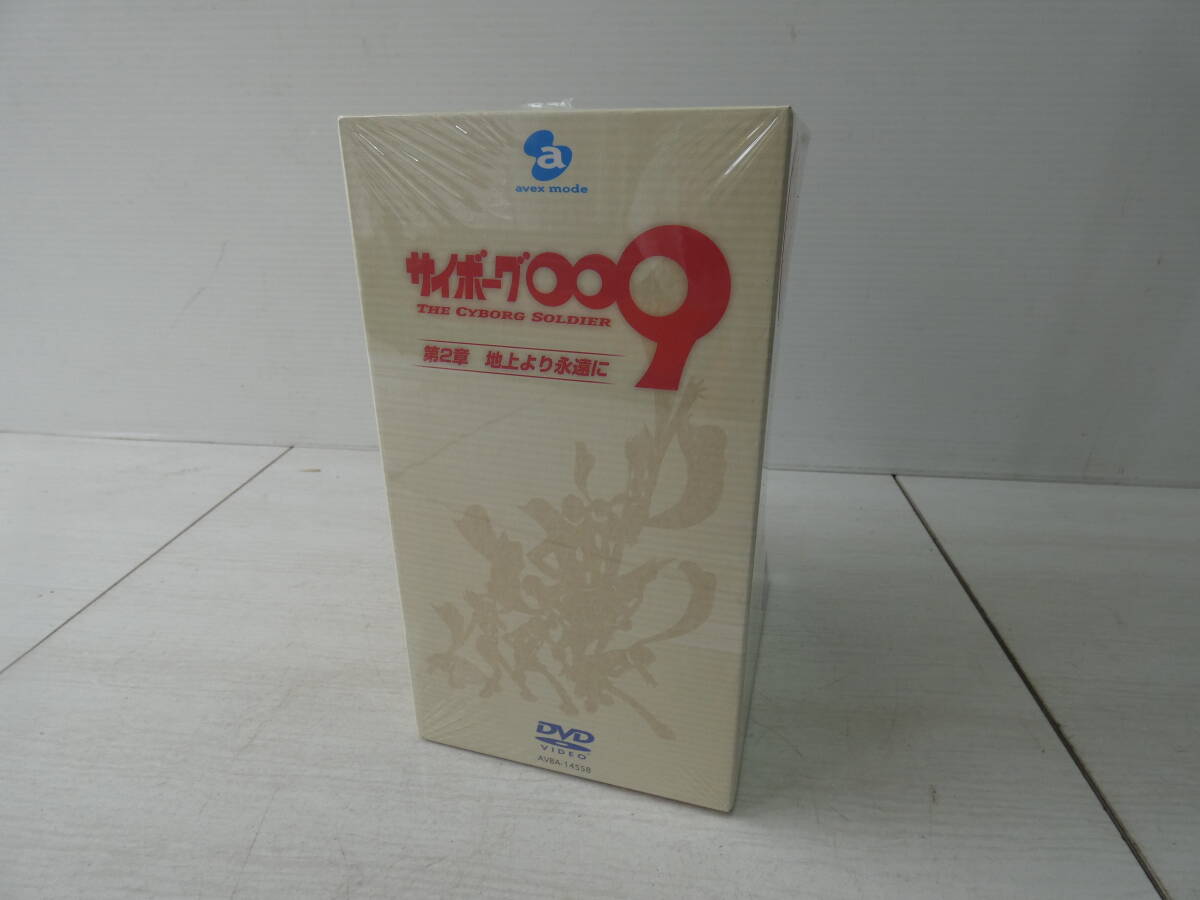 a
avex mode
サイボーグ009
THE CYBORG SOLDIER
第2章 地上より永遠に
DVD
VIDEO
AVBA-14558